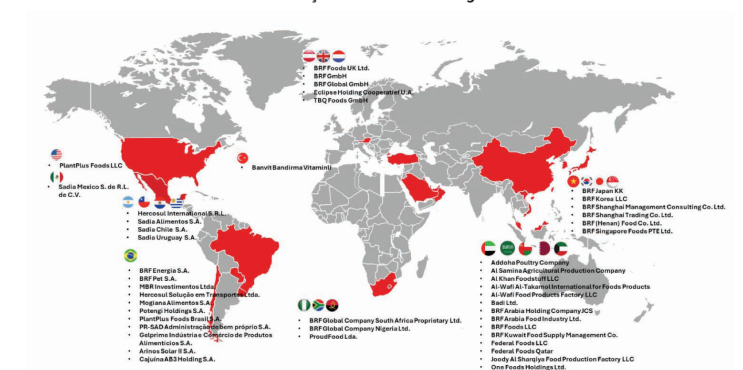 BRF Foods UK Ltd.
BRF GmbH
BRF Global GmbH
Eclipse Holding Cooperatief U.A.
TBQ Foods GmbH
PlantPlus Foods LLC
Sadia Mexico S. de R.L.
de C.V.
Banvit Bandirma Vitaminli
Hercosul International S.R.L.
Sadia Alimentos S.A.
Sadia Chile S.A.
Sadia Uruguay S.A.
BRF Japan KK
BRF Korea LLC
BRF Shanghai Management Consulting Co. Ltd.
BRF Shanghai Trading Co. Ltd.
BRF (Henan) Food Co. Ltd.
BRF Singapore Foods PTE Ltd.
BRF Energia S.A.
BRF Pet S.A.
MBR Investimentos Ltda.
Hercosul Solução em Transportes Ltda.
Mogiana Alimentos S.A.
Potengi Holdings S.A.
PlantPlus Foods Brasil S.A.
PR-SAD Administração de bem próprio S.A.
Gelprime Indústria e Comércio de Produtos
Alimentícios S.A.
Arinos Solar II S.A.
Cajuína AB3 Holding S.A.
BRF Global Company South Africa Proprietary Ltd.
BRF Global Company Nigeria Ltd.
ProudFood Lda.
Addoha Poultry Company
Al Samina Agricultural Production Company
Al Khan Foodstuff LLC
Al-Wafi Al-Takamol International for Foods Products
Al-Wafi Food Products Factory LLC
Badi Ltd.
BRF Arabia Holding Company JCS
BRF Arabia Food Industry Ltd.
BRF Foods LLC
BRF Kuwait Food Supply Management Co.
Federal Foods LLC
Federal Foods Qatar
Joody Al Sharqiya Food Production Factory LLC
One Foods Holdings Ltd.